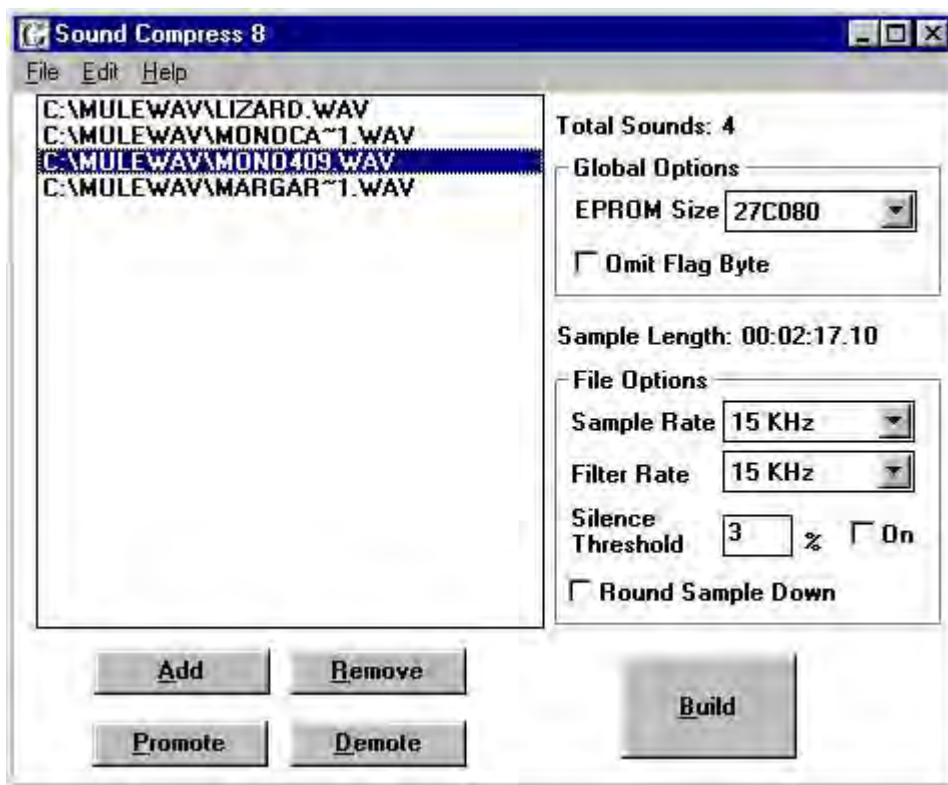 Sound Compress 8
File Edit Help
C:\MULEWAV\LIZARD.WAV
C:\MULEWAV\MONOCA~1.WAV
C:\MULEWAV\MONO409.WAV
C:\MULEWAV\MARGAR~1.WAV
Total Sounds: 4
Global Options
EPROM Size 27C080
Omit Flag Byte
Sample Length: 00:02:17.10
File Options
Sample Rate 15 KHz
Filter Rate 15 KHz
Silence
Threshold 3 % On
Round Sample Down
Add Remove
Promote Demote
Build